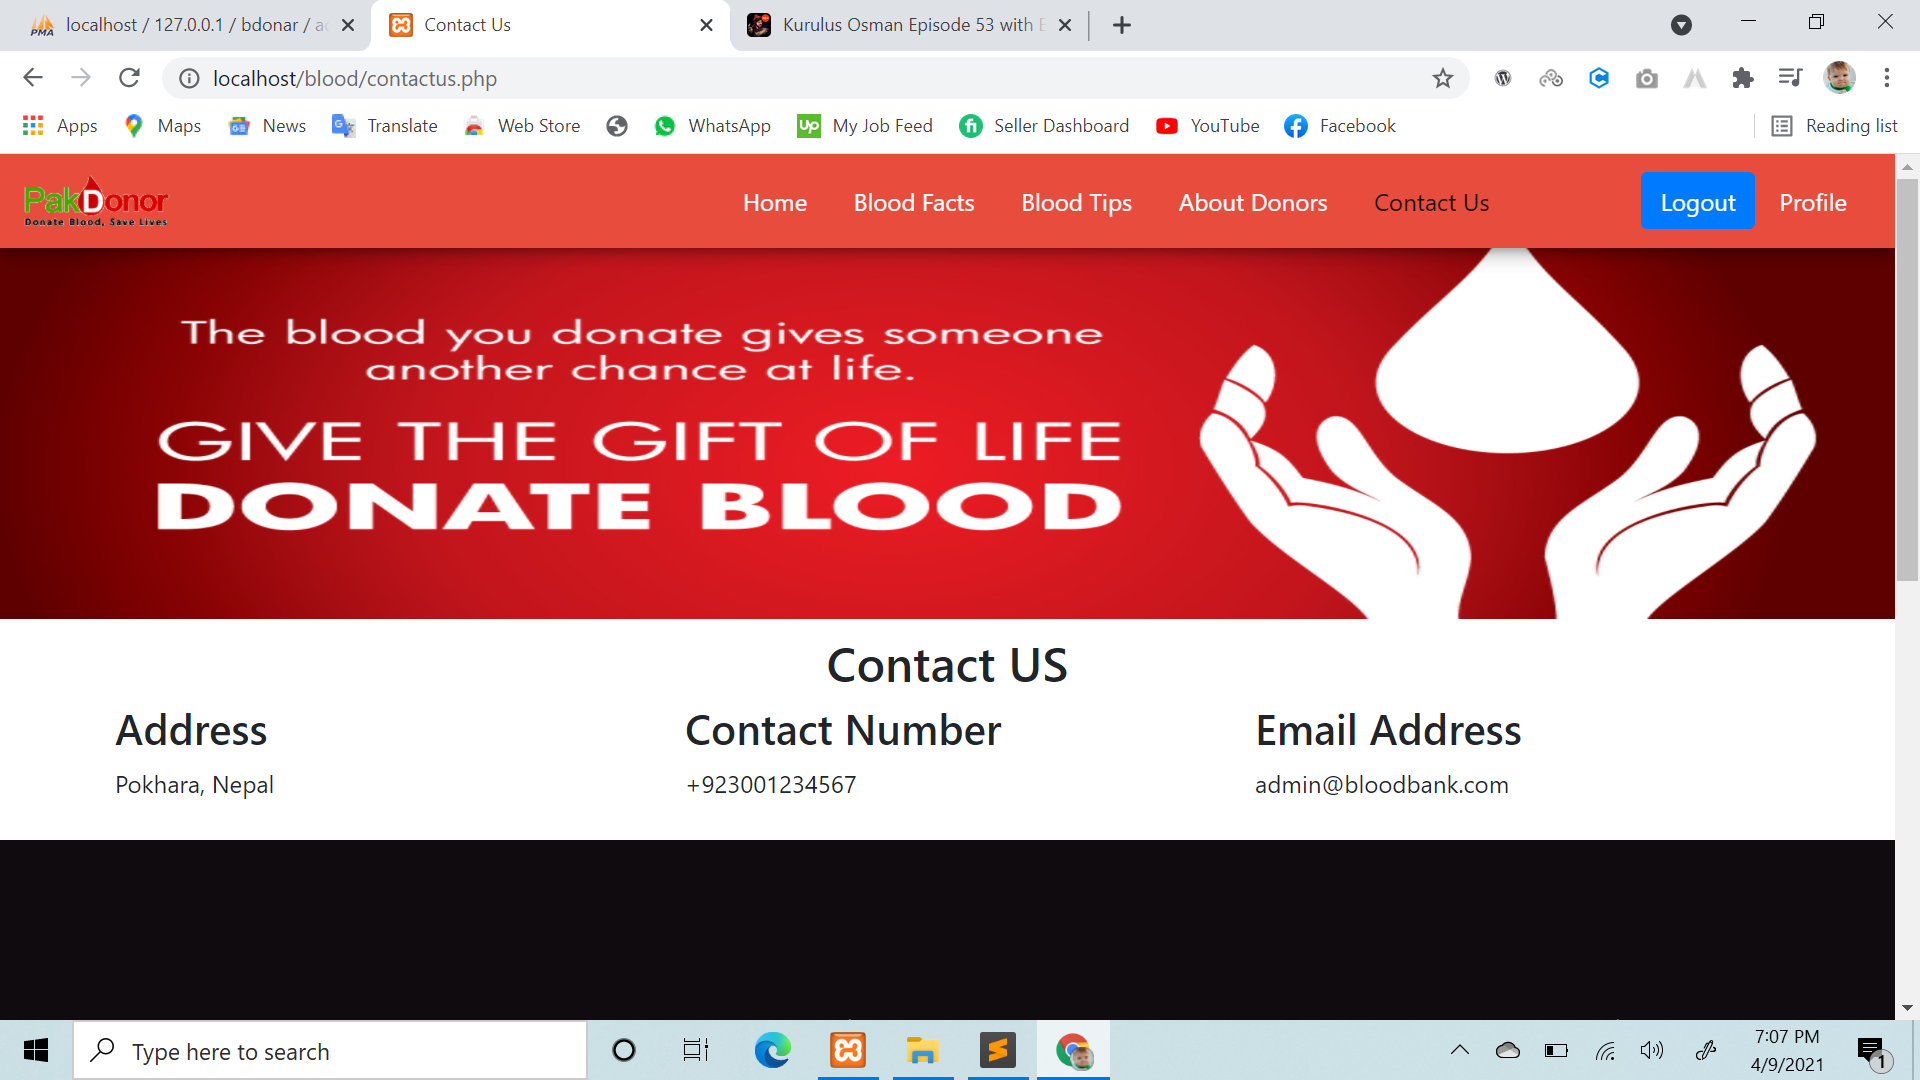 PMA localhost / 127.0.0.1 / bdonar / a
Contact Us
Kurulus Osman Episode 53 with E
localhost/blood/contactus.php
Apps
Maps
News
Translate
Web Store
WhatsApp
Up My Job Feed
fi Seller Dashboard
YouTube
Facebook
Reading list
PakDonor
Donate Blood, Save Lives
Home
Blood Facts
Blood Tips
About Donors
Contact Us
Logout
Profile
The blood you donate gives someone
another chance at life.
GIVE THE GIFT OF LIFE
DONATE BLOOD
Contact US
Address
Contact Number
Email Address
Pokhara, Nepal
+923001234567
admin@bloodbank.com
Type here to search
7:07 PM
4/9/2021
1